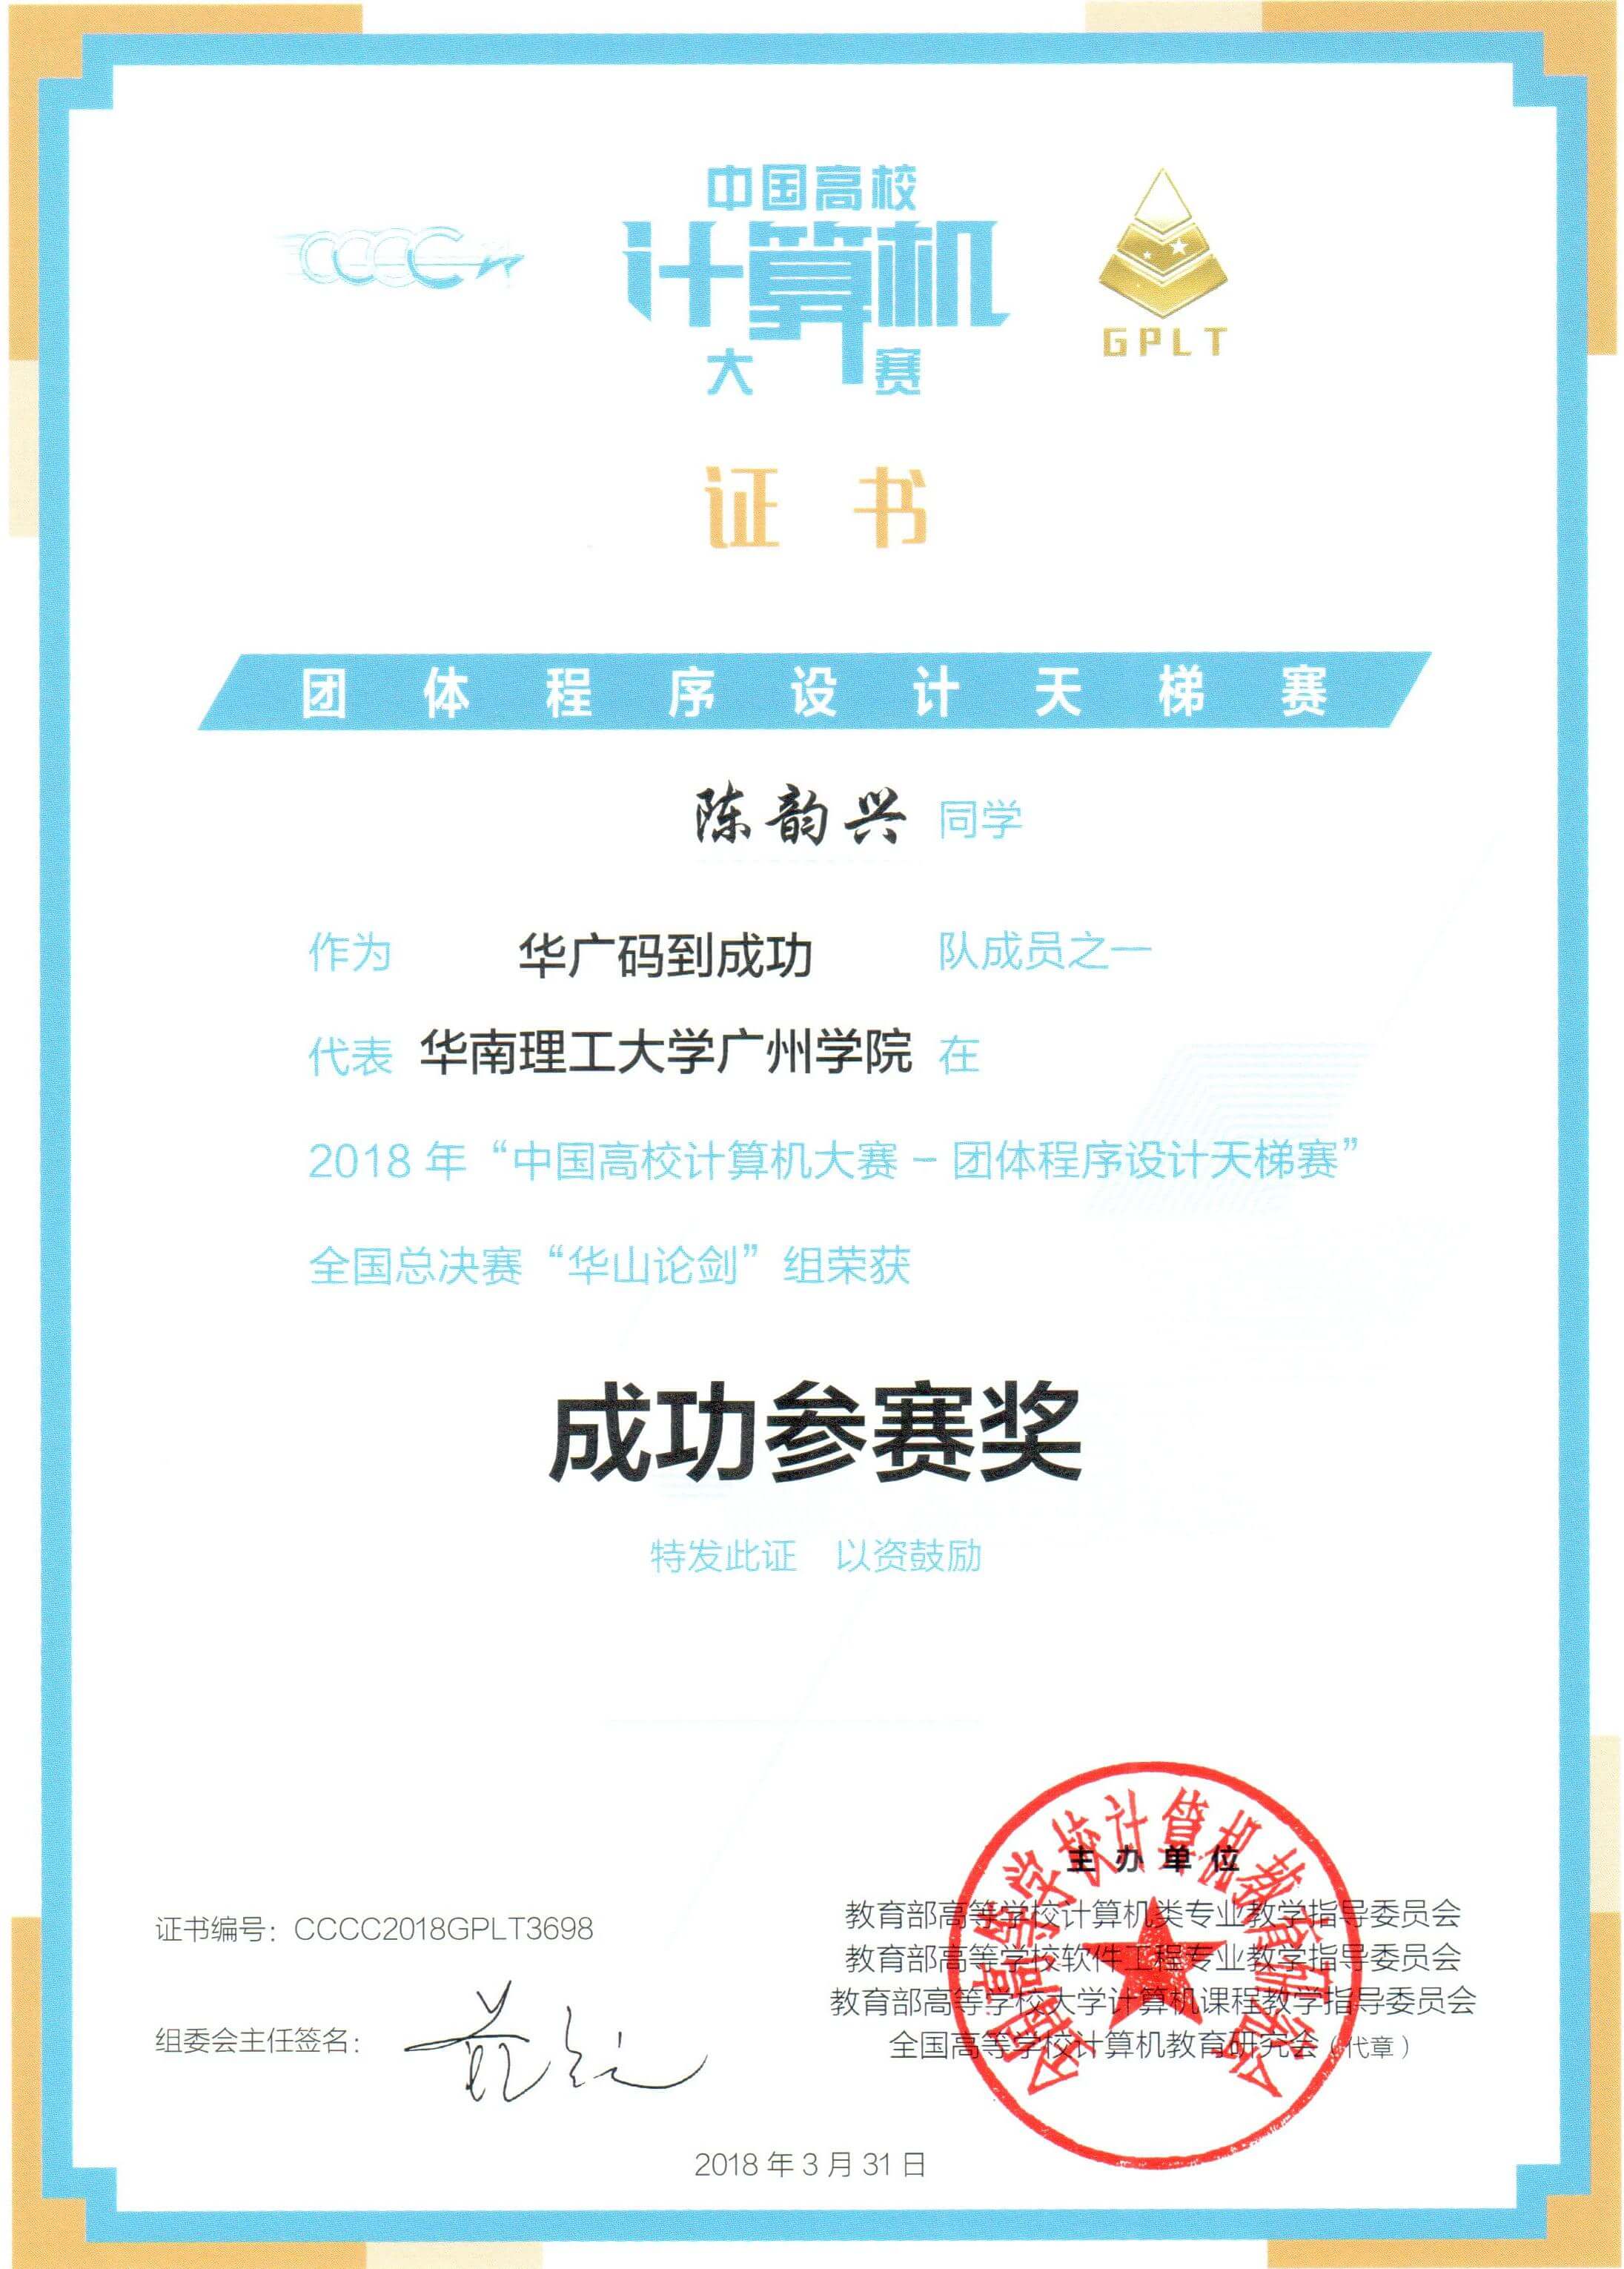 CCCC
中国高校
计算机
大赛
GPLT
证书
团体程序设计天梯赛
陈韵兴 同学
作为 华广码到成功 队成员之一
代表 华南理工大学广州学院 在
2018 年“中国高校计算机大赛 – 团体程序设计天梯赛”
全国总决赛“华山论剑”组荣获
成功参赛奖
特发此证 以资鼓励
主办单位
教育部高等学校计算机类专业教学指导委员会
教育部高等学校软件工程专业教学指导委员会
教育部高等学校大学计算机课程教学指导委员会
全国高等学校计算机教育研究会（代章）
全国高等学校计算机教育研究会
证书编号：CCCC2018GPLT3698
组委会主任签名：
2018 年 3 月 31 日